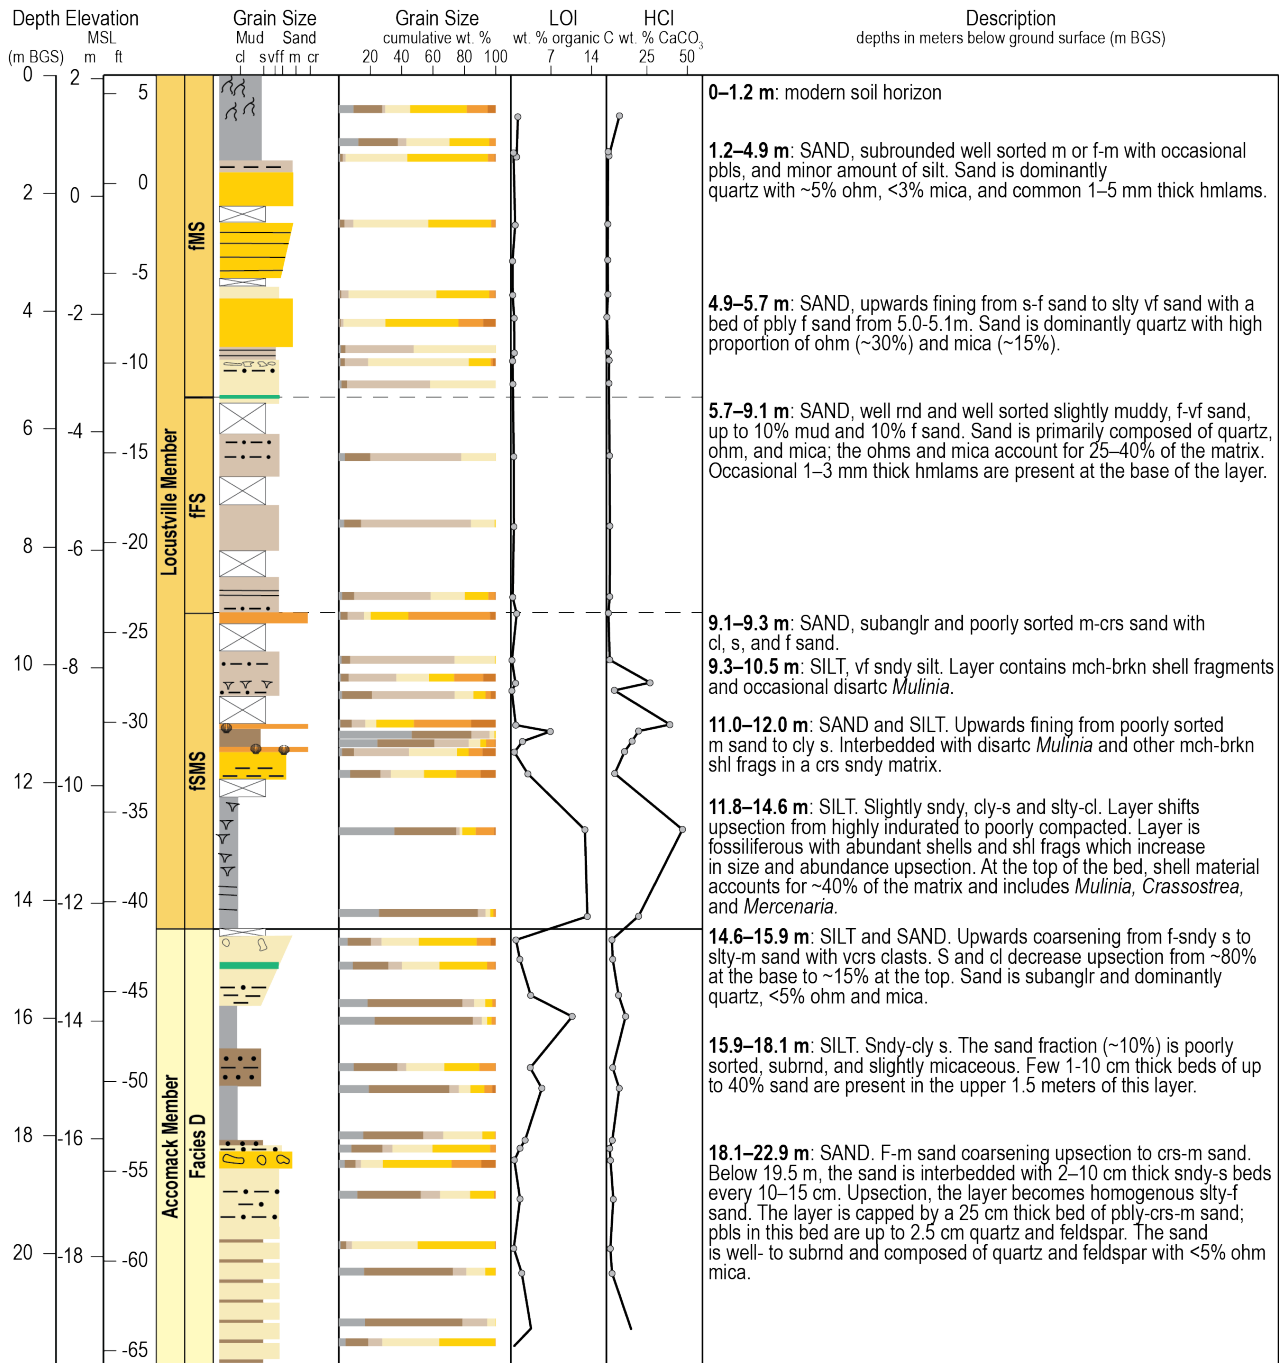 Depth Elevation Grain Size Grain Size LOI HCl Description
MSL Mud Sand cumulative wt. % wt. % organic C wt. % CaCO3 depths in meters below ground surface (m BGS)
(m BGS) m ft cl s vf f m cr 20 40 60 80 100 7 14 25 50
0 2 5
0
2 0
-5
4 -2
-10
6 -4
-15
-20
8 -6
-25
10 -8
-30
12 -10
-35
14 -12
-40
-45
16 -14
-50
18 -16
-55
20 -18
-60
-65
Locustville Member
fMS
fFS
fSMS
Accomack Member
Facies D
0–1.2 m: modern soil horizon
1.2–4.9 m: SAND, subrounded well sorted m or f-m with occasional
pbls, and minor amount of silt. Sand is dominantly
quartz with ~5% ohm, <3% mica, and common 1–5 mm thick hmlams.
4.9–5.7 m: SAND, upwards fining from s-f sand to slty vf sand with a
bed of pbly f sand from 5.0-5.1m. Sand is dominantly quartz with high
proportion of ohm (~30%) and mica (~15%).
5.7–9.1 m: SAND, well rnd and well sorted slightly muddy, f-vf sand,
up to 10% mud and 10% f sand. Sand is primarily composed of quartz,
ohm, and mica; the ohms and mica account for 25–40% of the matrix.
Occasional 1–3 mm thick hmlams are present at the base of the layer.
9.1–9.3 m: SAND, subanglr and poorly sorted m-crs sand with
cl, s, and f sand.
9.3–10.5 m: SILT, vf sndy silt. Layer contains mch-brkn shell fragments
and occasional disartc Mulinia.
11.0–12.0 m: SAND and SILT. Upwards fining from poorly sorted
m sand to cly s. Interbedded with disartc Mulinia and other mch-brkn
shl frags in a crs sndy matrix.
11.8–14.6 m: SILT. Slightly sndy, cly-s and slty-cl. Layer shifts
upsection from highly indurated to poorly compacted. Layer is
fossiliferous with abundant shells and shl frags which increase
in size and abundance upsection. At the top of the bed, shell material
accounts for ~40% of the matrix and includes Mulinia, Crassostrea,
and Mercenaria.
14.6–15.9 m: SILT and SAND. Upwards coarsening from f-sndy s to
slty-m sand with vcrs clasts. S and cl decrease upsection from ~80%
at the base to ~15% at the top. Sand is subanglr and dominantly
quartz, <5% ohm and mica.
15.9–18.1 m: SILT. Sndy-cly s. The sand fraction (~10%) is poorly
sorted, subrnd, and slightly micaceous. Few 1-10 cm thick beds of up
to 40% sand are present in the upper 1.5 meters of this layer.
18.1–22.9 m: SAND. F-m sand coarsening upsection to crs-m sand.
Below 19.5 m, the sand is interbedded with 2–10 cm thick sndy-s beds
every 10–15 cm. Upsection, the layer becomes homogenous slty-f
sand. The layer is capped by a 25 cm thick bed of pbly-crs-m sand;
pbls in this bed are up to 2.5 cm quartz and feldspar. The sand
is well- to subrnd and composed of quartz and feldspar with <5% ohm
mica.